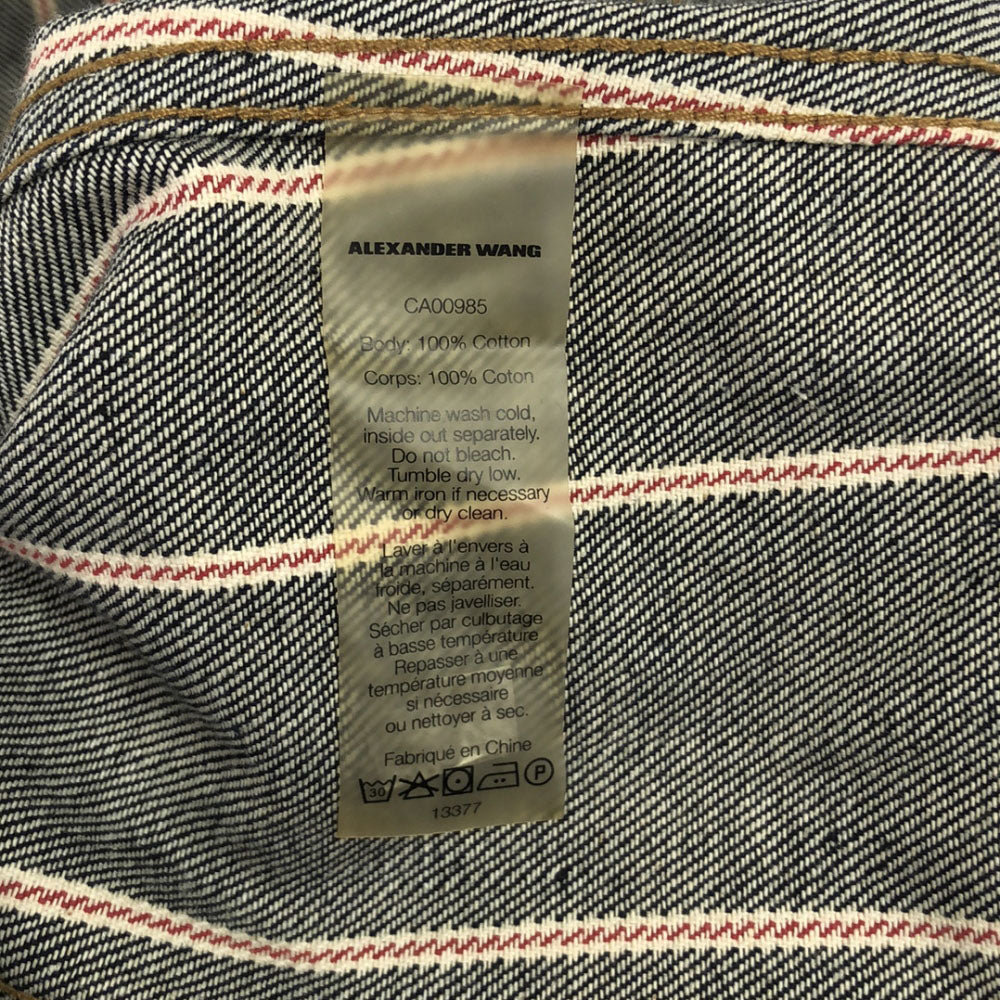 ALEXANDER WANG
CA00985
Body: 100% Cotton
Corps: 100% Coton
Machine wash cold,
inside out separately.
Do not bleach.
Tumble dry low.
Warm iron if necessary
or dry clean.
Laver à l'envers à
la machine à l'eau
froide, séparément.
Ne pas javelliser.
Sécher par culbutage
à basse température
Repasser à une
température moyenne
si nécessaire
ou nettoyer à sec.
Fabriqué en Chine
30 P
13377